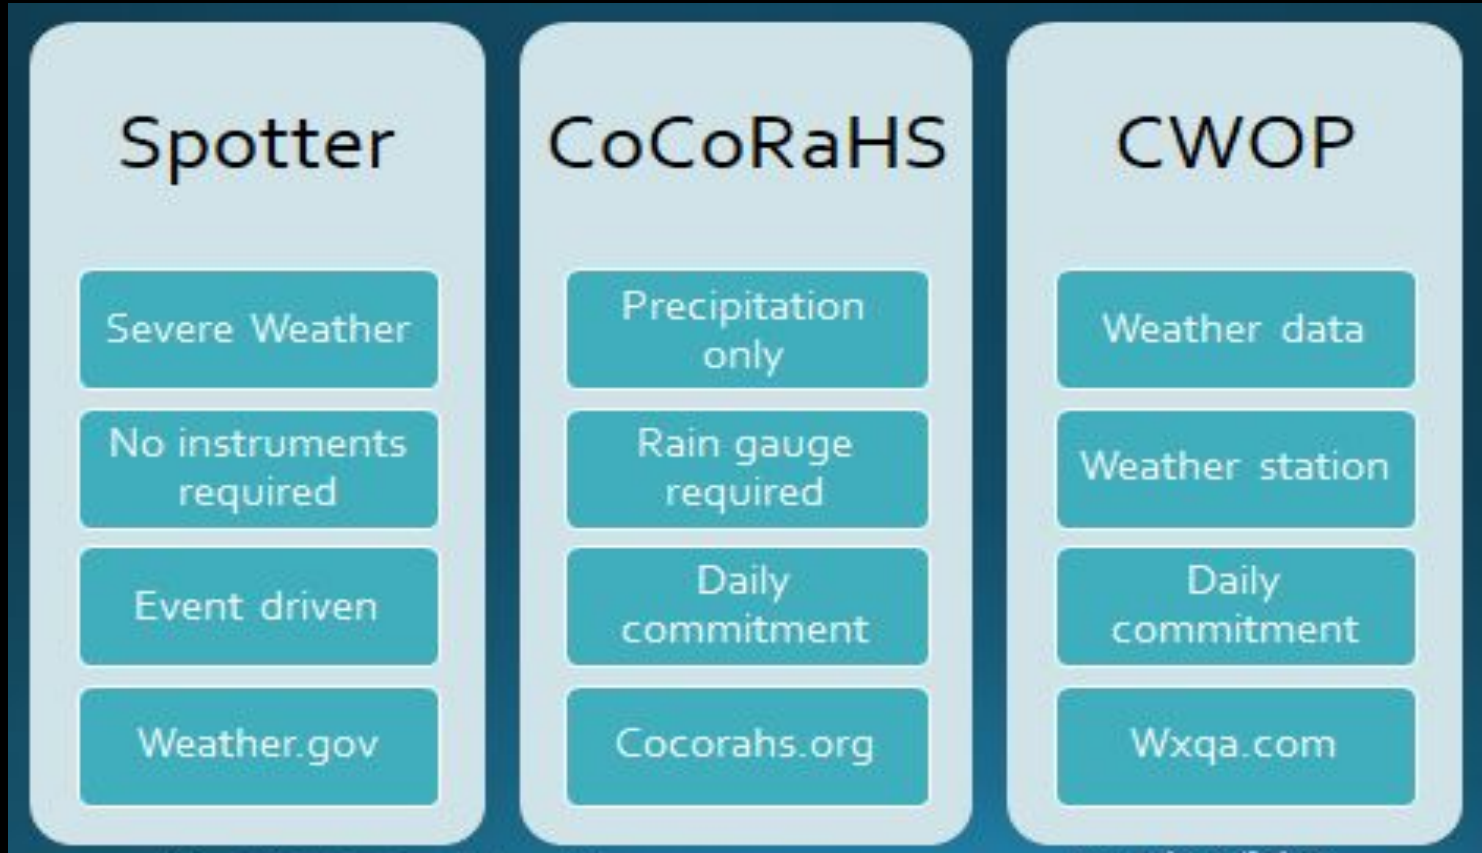 Spotter
Severe Weather
No instruments
required
Event driven
Weather.gov
CoCoRaHS
Precipitation
only
Rain gauge
required
Daily
commitment
Cocorahs.org
CWOP
Weather data
Weather station
Daily
commitment
Wxqa.com